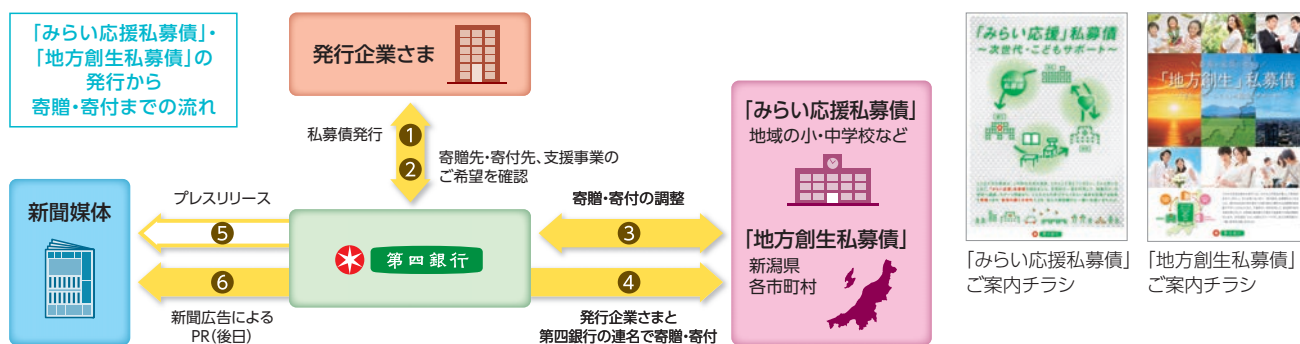 「みらい応援私募債」・
「地方創生私募債」の
発行から
寄贈・寄付までの流れ
発行企業さま
私募債発行
1
2
寄贈先・寄付先、支援事業の
ご希望を確認
新聞媒体
プレスリリース
5
6
新聞広告による
PR(後日)
第四銀行
寄贈・寄付の調整
3
4
発行企業さまと
第四銀行の連名で寄贈・寄付
「みらい応援私募債」
地域の小・中学校など
「地方創生私募債」
新潟県
各市町村
「みらい応援」私募債
～次世代・こどもサポート～
「みらい応援私募債」
ご案内チラシ
「地方創生」私募債
「地方創生私募債」
ご案内チラシ